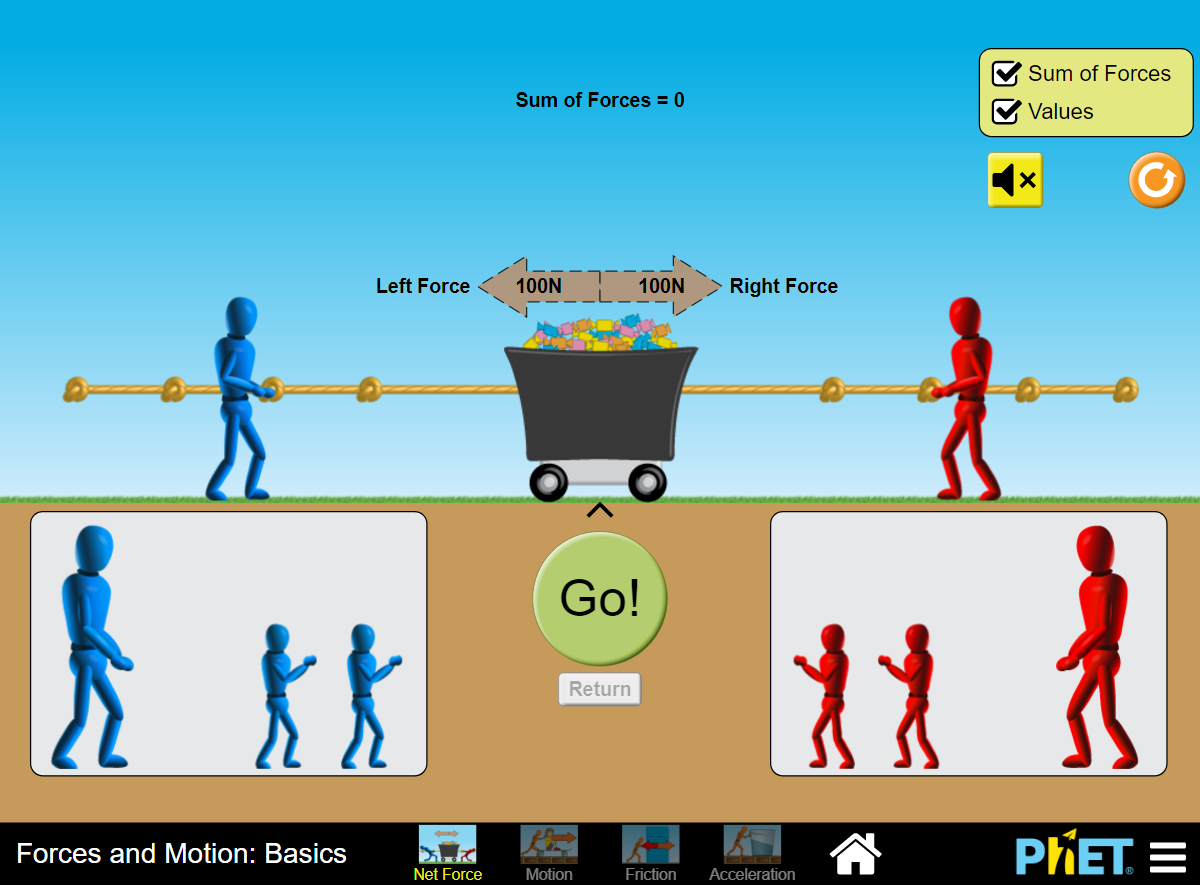 Sum of Forces
Sum of Forces = 0
Values
Left Force
100N
100N
Right Force
Go!
Return
Forces and Motion: Basics
Net Force
Motion
Friction
Acceleration
PhET